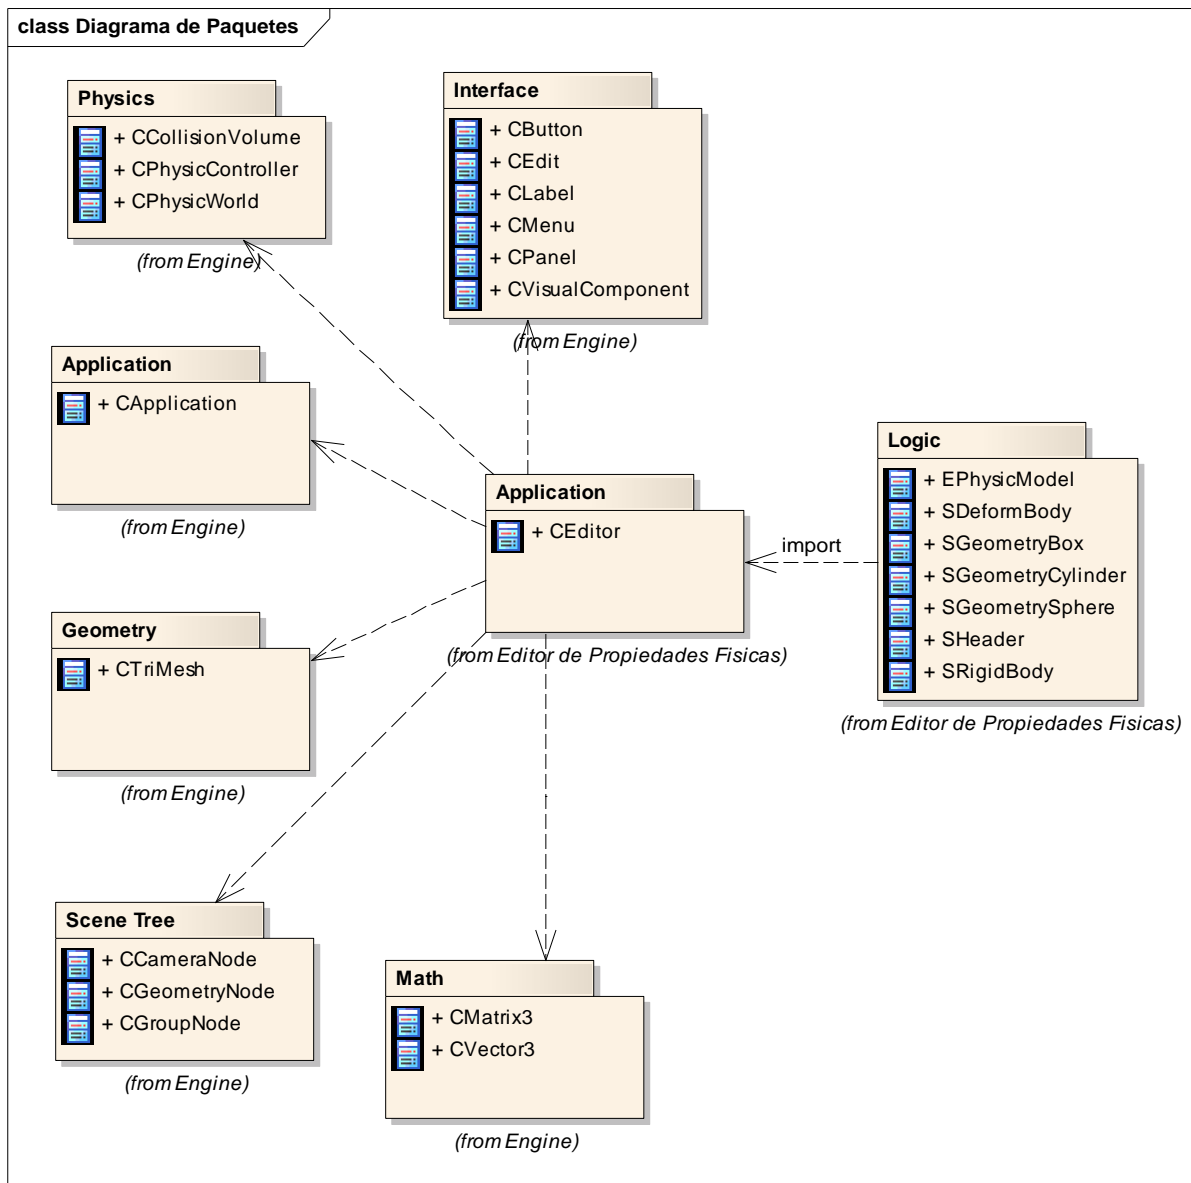 class Diagrama de Paquetes
Physics
+ CCollisionVolume
+ CPhysicController
+ CPhysicWorld
(from Engine)
Interface
+ CButton
+ CEdit
+ CLabel
+ CMenu
+ CPanel
+ CVisualComponent
(from Engine)
Application
+ CApplication
(from Engine)
Application
+ CEditor
(from Editor de Propiedades Fisicas)
import
Logic
+ EPhysicModel
+ SDeformBody
+ SGeometryBox
+ SGeometryCylinder
+ SGeometrySphere
+ SHeader
+ SRigidBody
(from Editor de Propiedades Fisicas)
Geometry
+ CTriMesh
(from Engine)
Scene Tree
+ CCameraNode
+ CGeometryNode
+ CGroupNode
(from Engine)
Math
+ CMatrix3
+ CVector3
(from Engine)